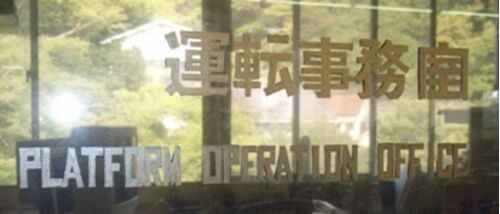 運転事務室
PLATFORM OPERATION OFFICE